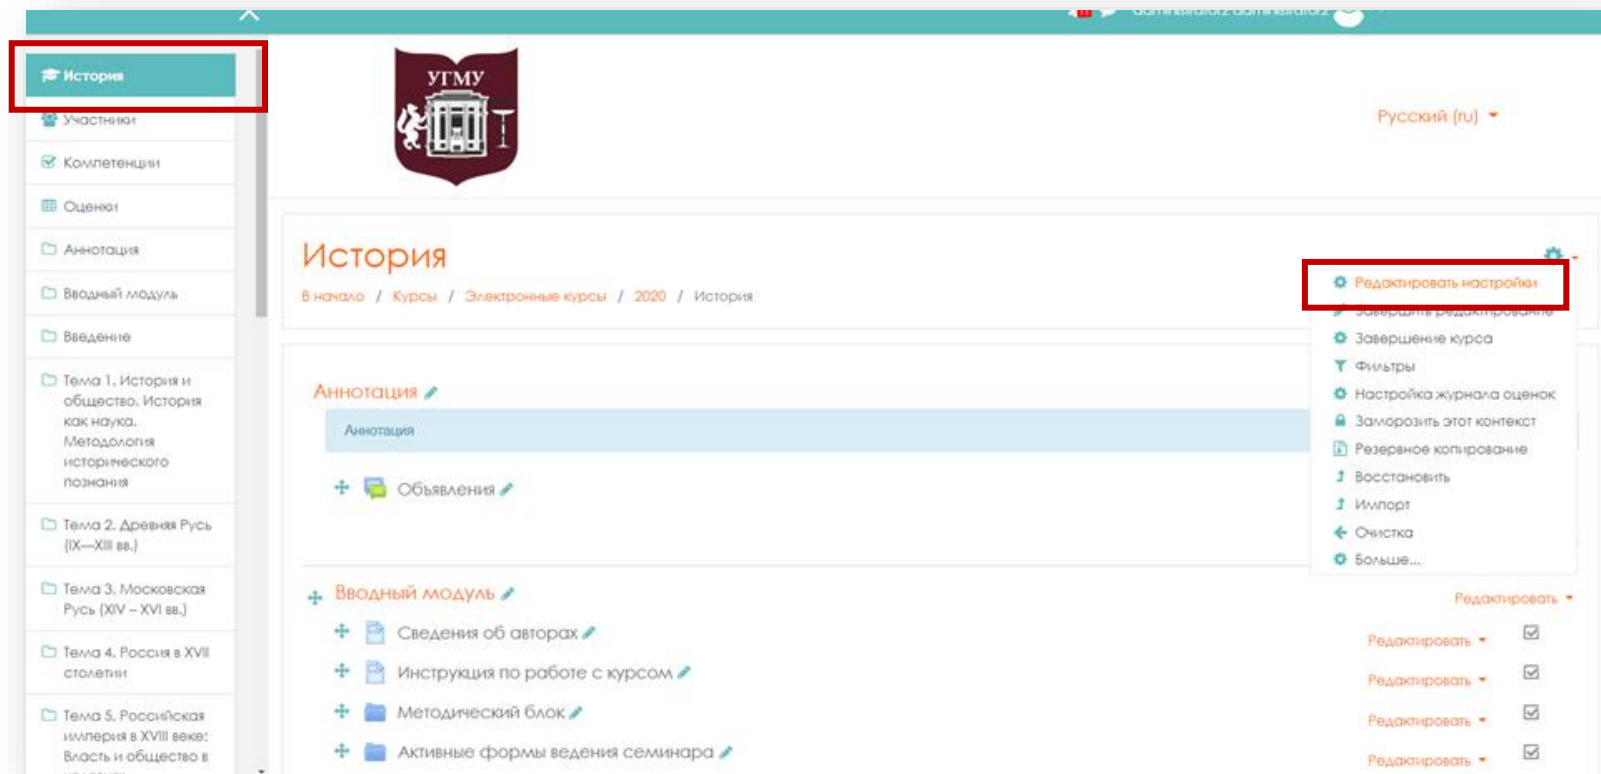 administrator2 administrator2
История
Участники
Компетенции
Оценки
Аннотация
Вводный модуль
Введение
Тема 1. История и
общество. История
как наука.
Методология
исторического
познания
Тема 2. Древняя Русь
(IX—XIII вв.)
Тема 3. Московская
Русь (XIV – XVI вв.)
Тема 4. Россия в XVII
столетии
Тема 5. Российская
империя в XVIII веке:
Власть и общество в
УГМУ
Русский (ru)
История
В начало / Курсы / Электронные курсы / 2020 / История
Редактировать настройки
Завершить редактирование
Завершение курса
Фильтры
Настройка журнала оценок
Заморозить этот контекст
Резервное копирование
Восстановить
Импорт
Очистка
Больше...
Аннотация
Аннотация
Объявления
Вводный модуль
Редактировать
Сведения об авторах
Редактировать
Инструкция по работе с курсом
Редактировать
Методический блок
Редактировать
Активные формы ведения семинара
Редактировать